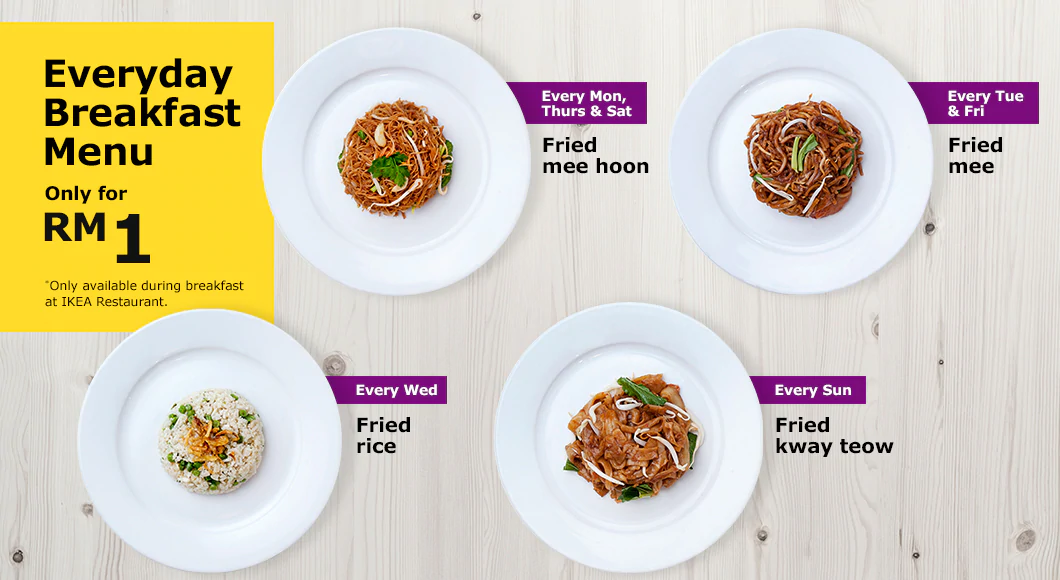 Everyday
Breakfast
Menu
Only for
RM1
*Only available during breakfast
at IKEA Restaurant.
Every Mon,
Thurs & Sat
Fried
mee hoon
Every Tue
& Fri
Fried
mee
Every Wed
Fried
rice
Every Sun
Fried
kway teow